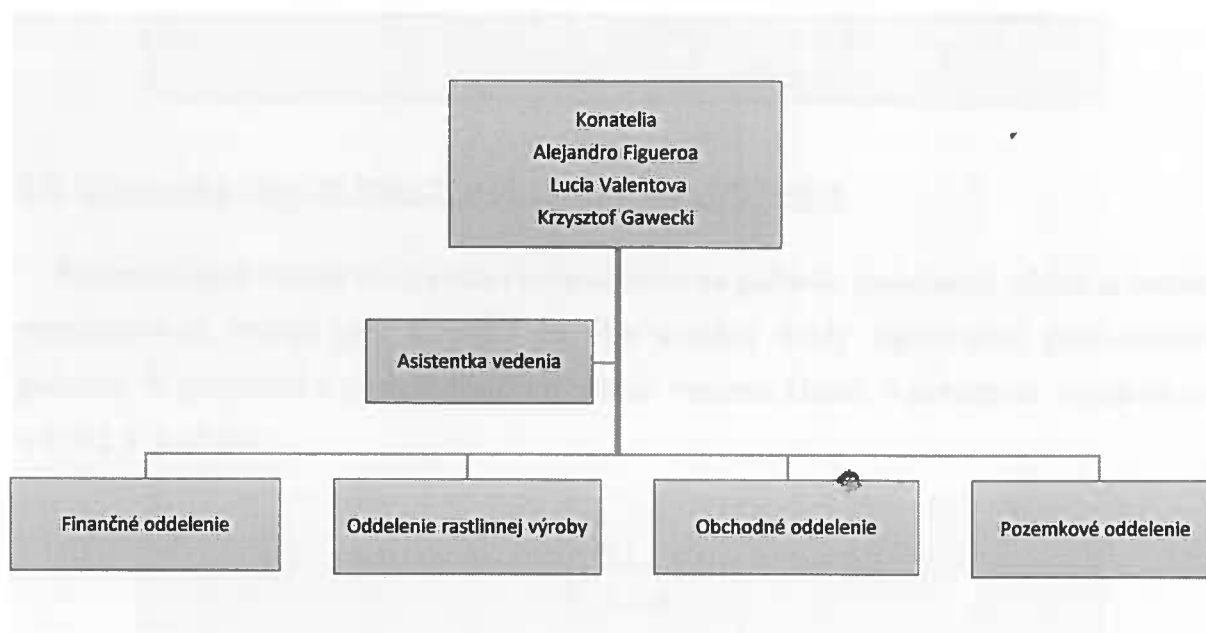 Konatelia
Alejandro Figueroa
Lucia Valentova
Krzysztof Gawecki
Asistentka vedenia
Finančné oddelenie
Oddelenie rastlinnej výroby
Obchodné oddelenie
Pozemkové oddelenie